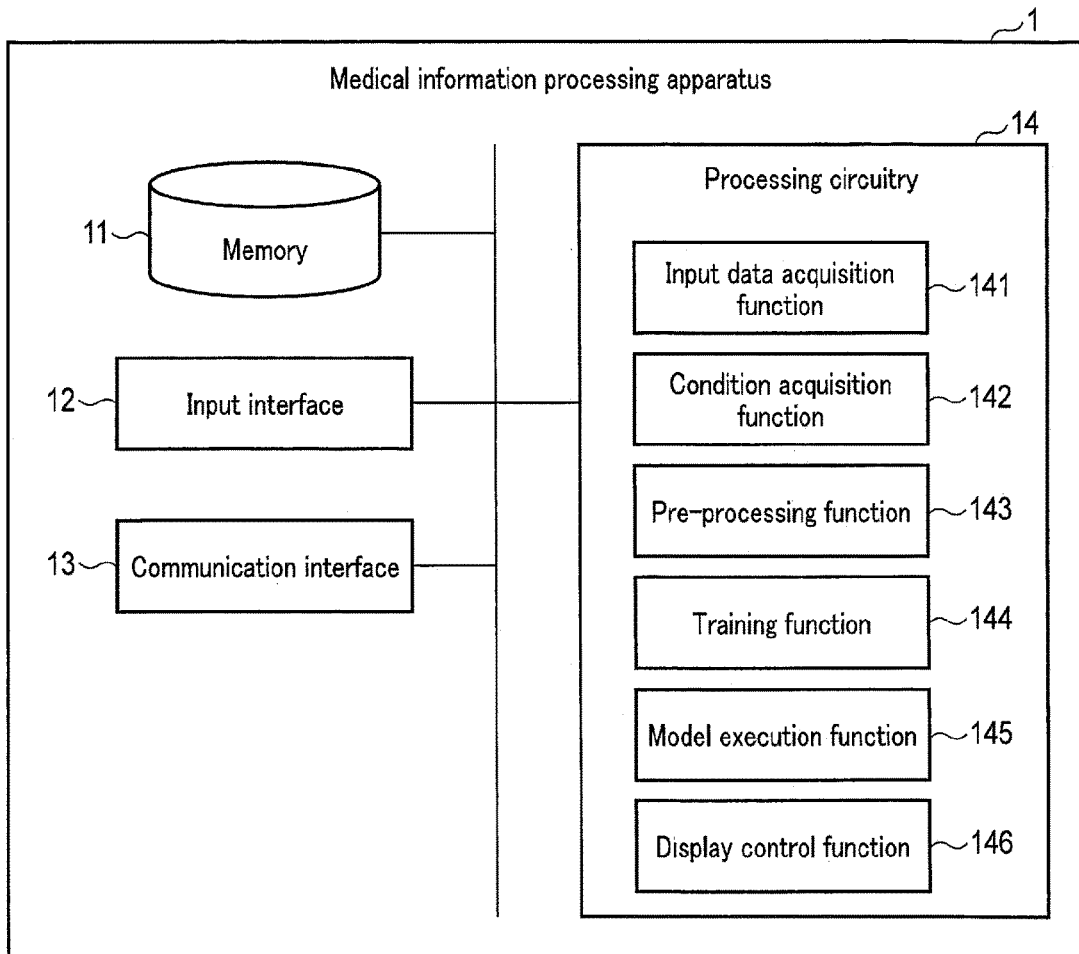 1
Medical information processing apparatus
14
Processing circuitry
11
Memory
Input data acquisition
function
141
12
Input interface
Condition acquisition
function
142
Pre-processing function
143
13
Communication interface
Training function
144
Model execution function
145
Display control function
146